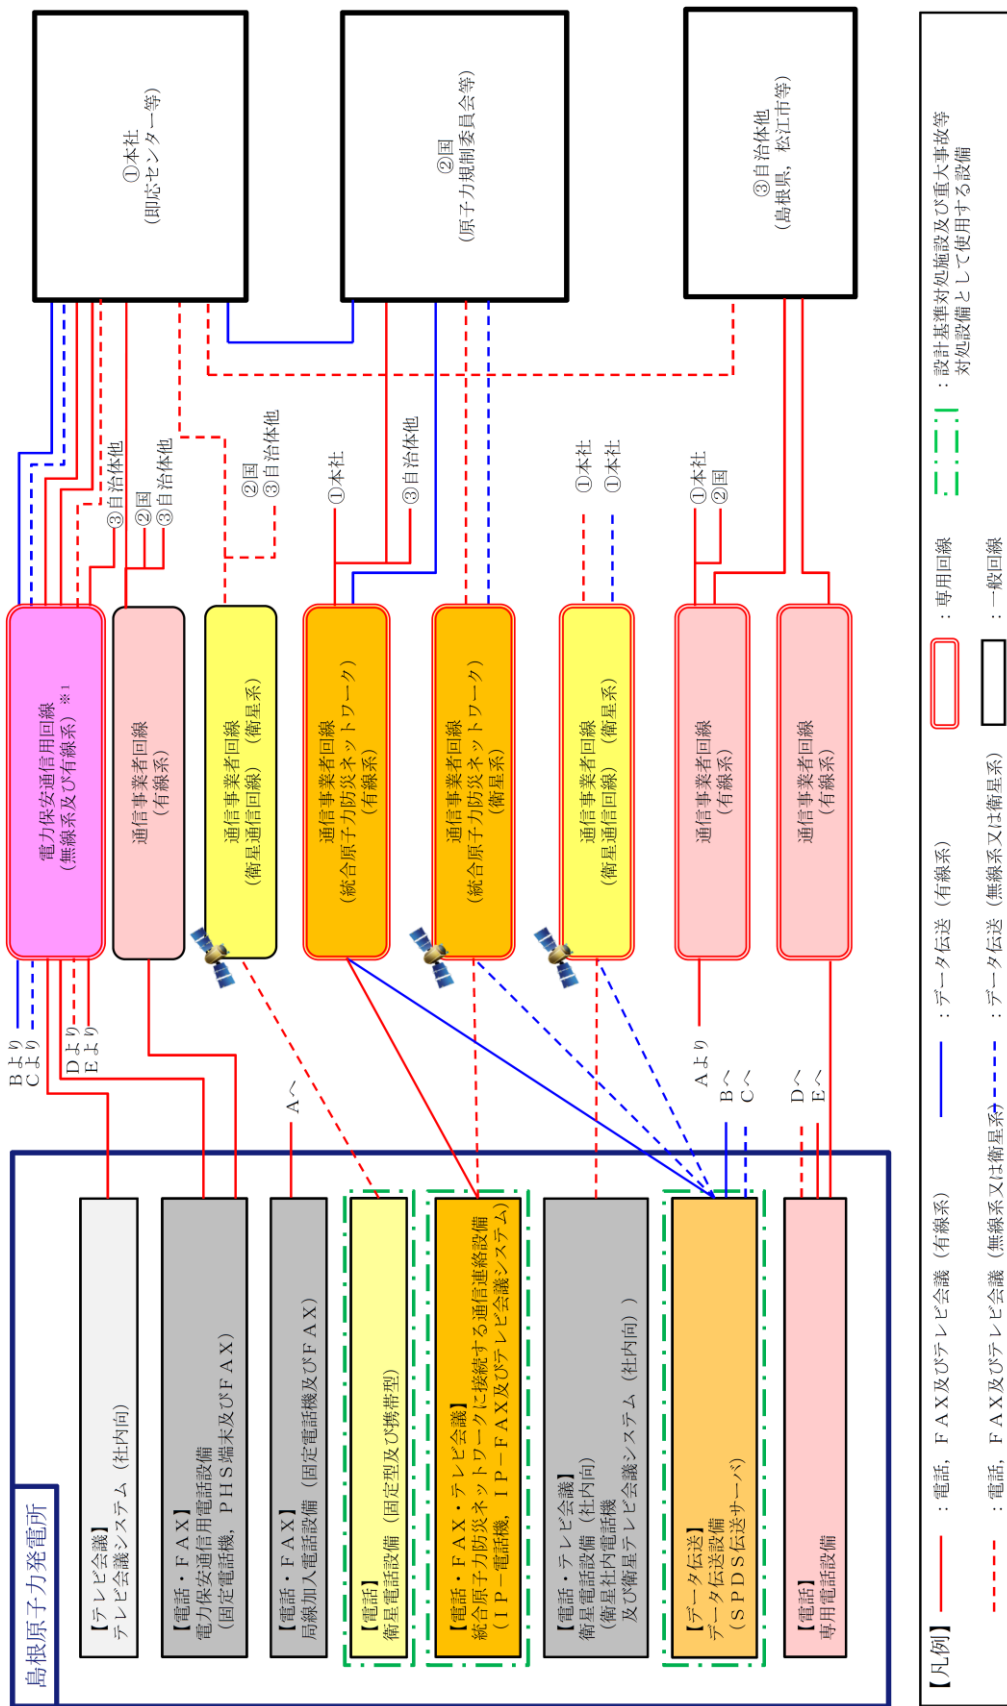 島根原子力発電所
【テレビ会議】
テレビ会議システム（社内向）
【電話・ＦＡＸ】
電力保安通信用電話設備
（固定電話機，ＰＨＳ端末及びＦＡＸ）
【電話・ＦＡＸ】
局線加入電話設備（固定電話機及びＦＡＸ）
【電話】
衛星電話設備（固定型及び携帯型）
【電話・ＦＡＸ・テレビ会議】
統合原子力防災ネットワークに接続する通信連絡設備
（ＩＰ－電話機，ＩＰ－ＦＡＸ及びテレビ会議システム）
【電話・テレビ会議】
衛星電話設備（社内向）
（衛星社内電話機
及び衛星テレビ会議システム（社内向））
【データ伝送】
データ伝送設備
（ＳＰＤＳ伝送サーバ）
【電話】
専用電話設備
Ｂより
Ｃより
Ｄより
Ｅより
Ａへ
Ａより
Ｂへ
Ｃへ
Ｄへ
Ｅへ
電力保安通信用回線
（無線系及び有線系）※1
通信事業者回線
（有線系）
通信事業者回線
（衛星通信回線）（衛星系）
通信事業者回線
（統合原子力防災ネットワーク）
（有線系）
通信事業者回線
（統合原子力防災ネットワーク）
（衛星系）
通信事業者回線
（衛星通信回線）（衛星系）
通信事業者回線
（有線系）
通信事業者回線
（有線系）
③自治体他
②国
③自治体他
②国
③自治体他
①本社
③自治体他
①本社
①本社
①本社
②国
①本社
（即応センター等）
②国
（原子力規制委員会等）
③自治体他
（島根県，松江市等）
【凡例】
：電話，ＦＡＸ及びテレビ会議（有線系）
：データ伝送（有線系）
：専用回線
：設計基準対処施設及び重大事故等
対処設備として使用する設備
：電話，ＦＡＸ及びテレビ会議（無線系又は衛星系）
：データ伝送（無線系又は衛星系）
：一般回線